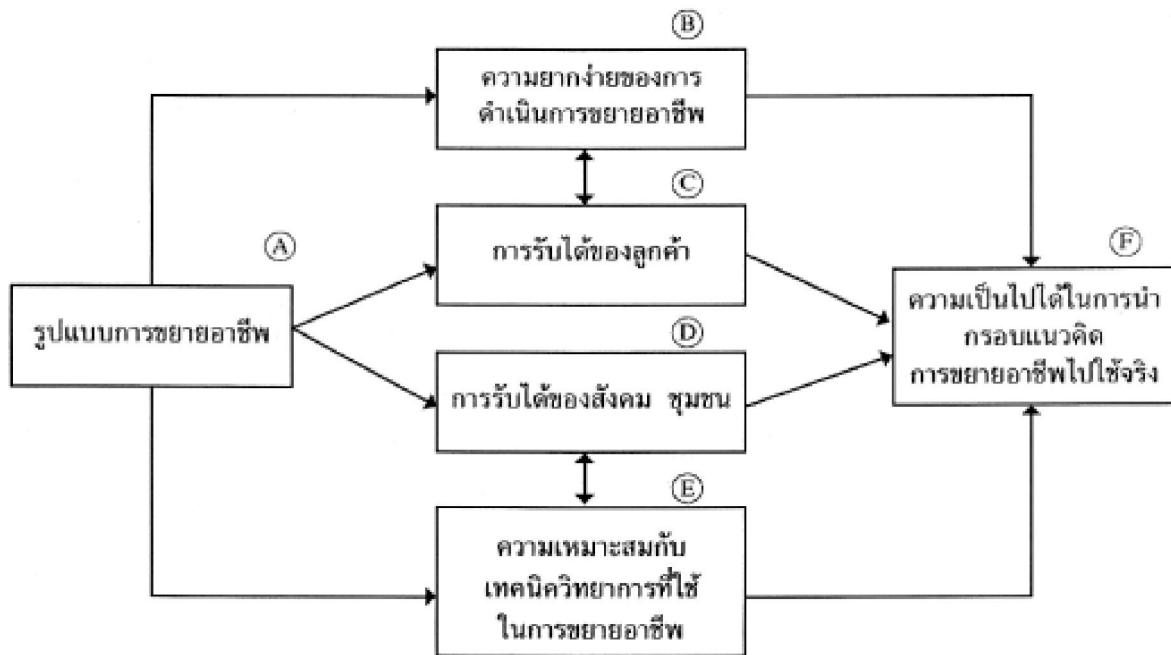 B
ความยากง่ายของการ
ดำเนินการขยายอาชีพ
C
การรับได้ของลูกค้า
A
รูปแบบการขยายอาชีพ
D
การรับได้ของสังคม ชุมชน
E
ความเหมาะสมกับ
เทคนิควิทยาการที่ใช้
ในการขยายอาชีพ
F
ความเป็นไปได้ในการนำ
กรอบแนวคิด
การขยายอาชีพไปใช้จริง